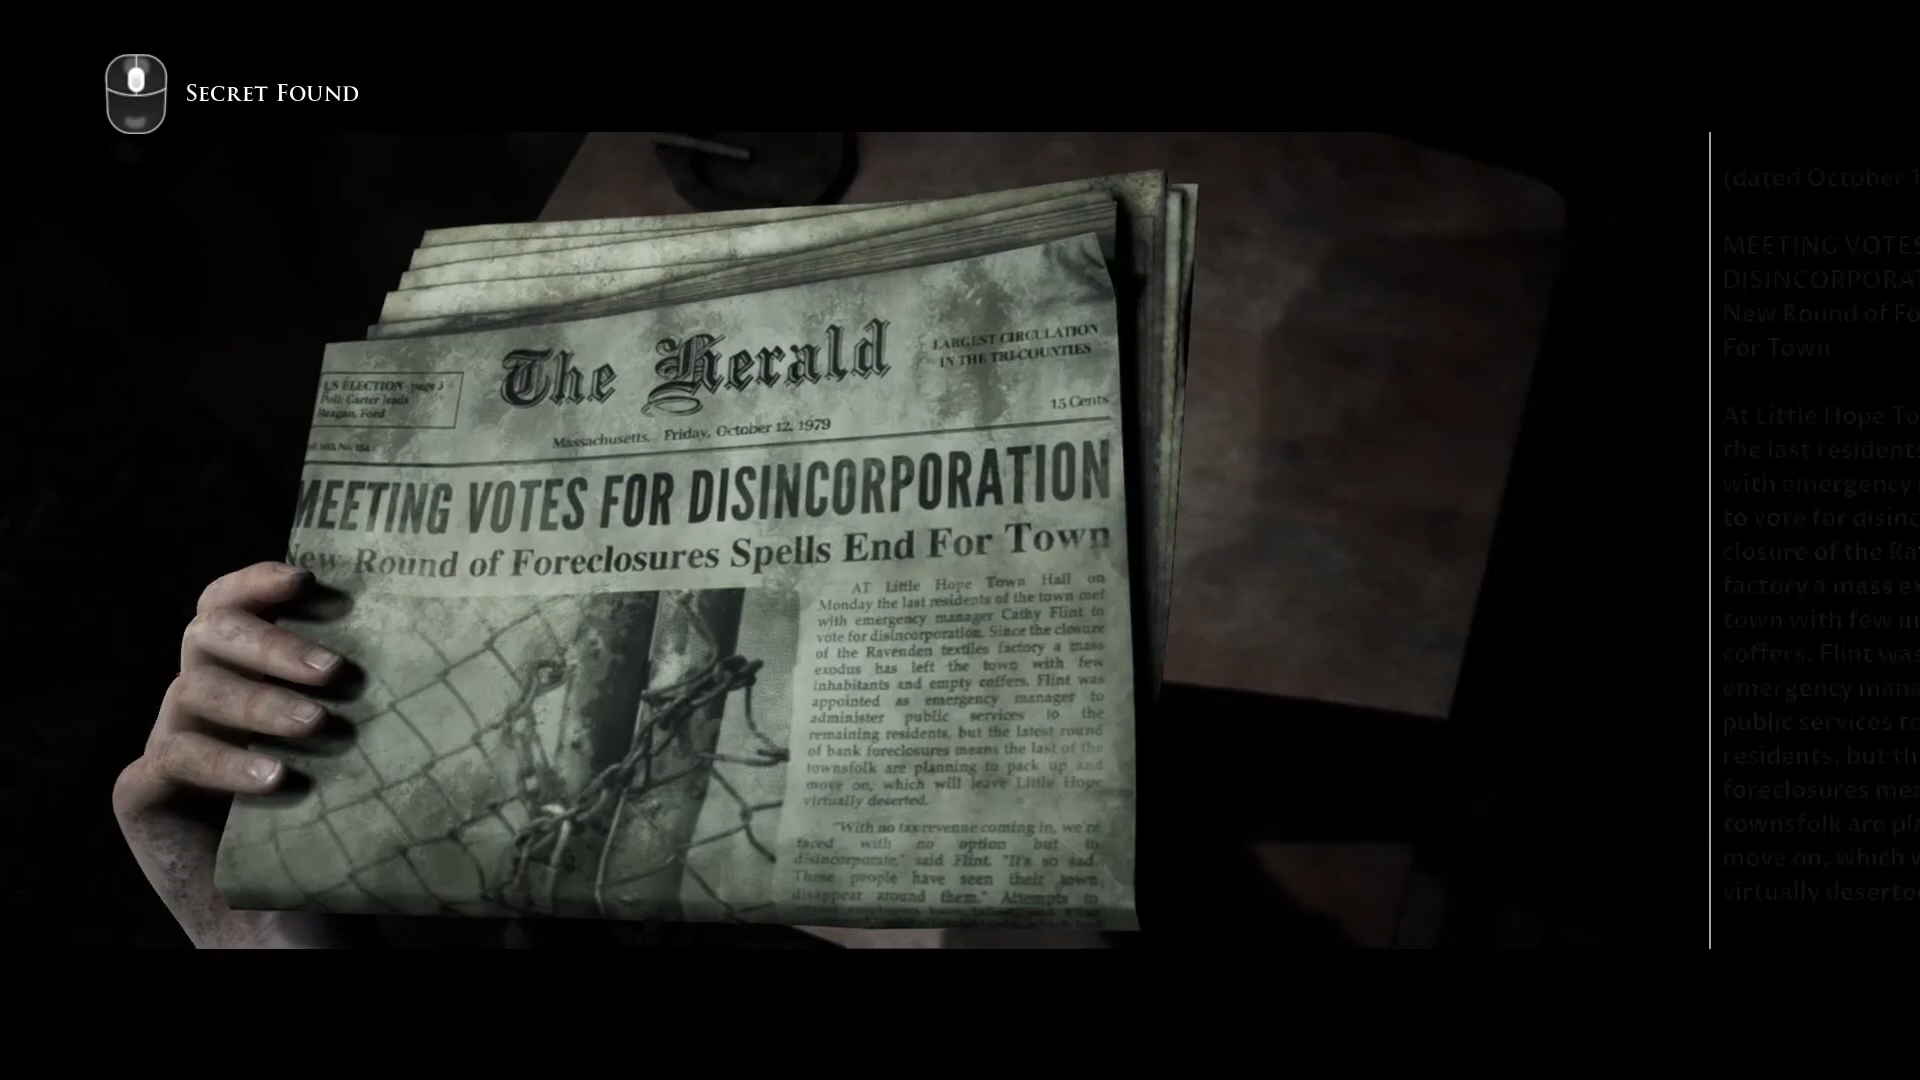 SECRET FOUND
US ELECTION - page 3
Poll: Carter leads
Reagan, Ford
The Herald
LARGEST CIRCULATION
IN THE TRI-COUNTIES
15 Cents
Massachusetts. Friday, October 12, 1979
MEETING VOTES FOR DISINCORPORATION
New Round of Foreclosures Spells End For Town
AT Little Hope Town Hall on
Monday the last residents of the town met
with emergency manager Cathy Flint to
vote for disincorporation. Since the closure
of the Ravenden textiles factory a mass
exodus has left the town with few
inhabitants and empty coffers. Flint was
appointed as emergency manager to
administer public services to the
remaining residents, but the latest round
of bank foreclosures means the last of the
townsfolk are planning to pack up and
move on, which will leave Little Hope
virtually deserted.
"With no tax revenue coming in, we're
faced with no option but to
disincorporate," said Flint. "It's so sad.
These people have seen their town
disappear around them." Attempts to
(dated October 1
MEETING VOTES
DISINCORPORAT
New Round of Fo
For Town
At Little Hope To
the last residents
with emergency
to vote for disinc
closure of the Ra
factory a mass ex
town with few in
coffers. Flint was
emergency mana
public services to
residents, but th
foreclosures mea
townsfolk are pla
move on, which w
virtually deserte